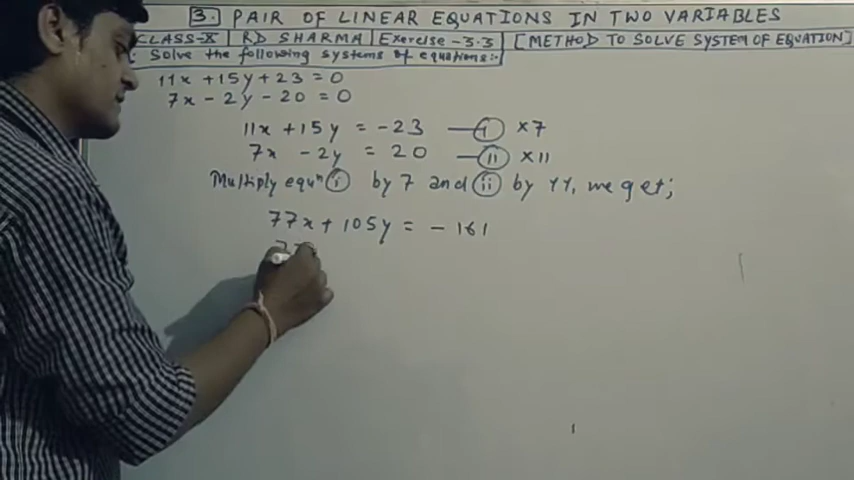 3. PAIR OF LINEAR EQUATIONS IN TWO VARIABLES
CLASS-X | RD SHARMA | Exercise-3.3 [METHOD TO SOLVE SYSTEM OF EQUATION]
Solve the following systems of equations:-
11x + 15y + 23 = 0
7x - 2y - 20 = 0
11x + 15y = -23 — (i) ×7
7x - 2y = 20 — (ii) ×11
Multiply equⁿ (i) by 7 and (ii) by 11, we get;
77x + 105y = - 161
77